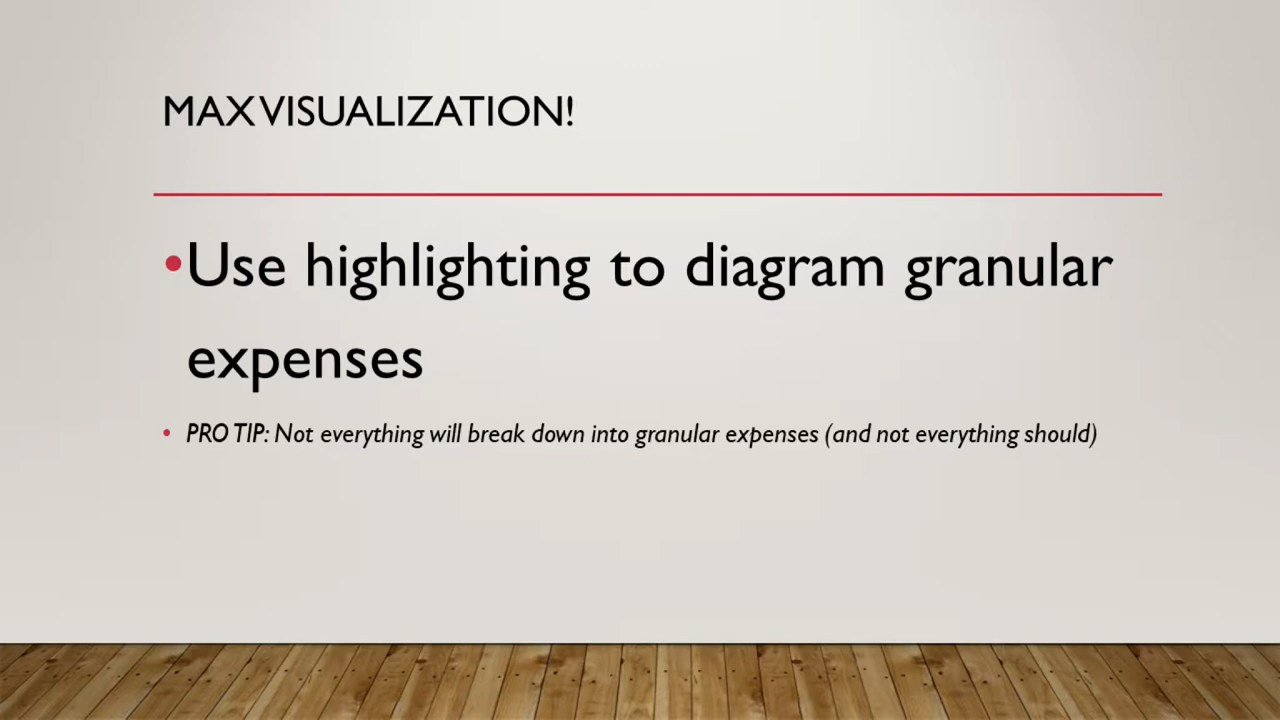 MAX VISUALIZATION!
•Use highlighting to diagram granular
expenses
• PRO TIP: Not everything will break down into granular expenses (and not everything should)